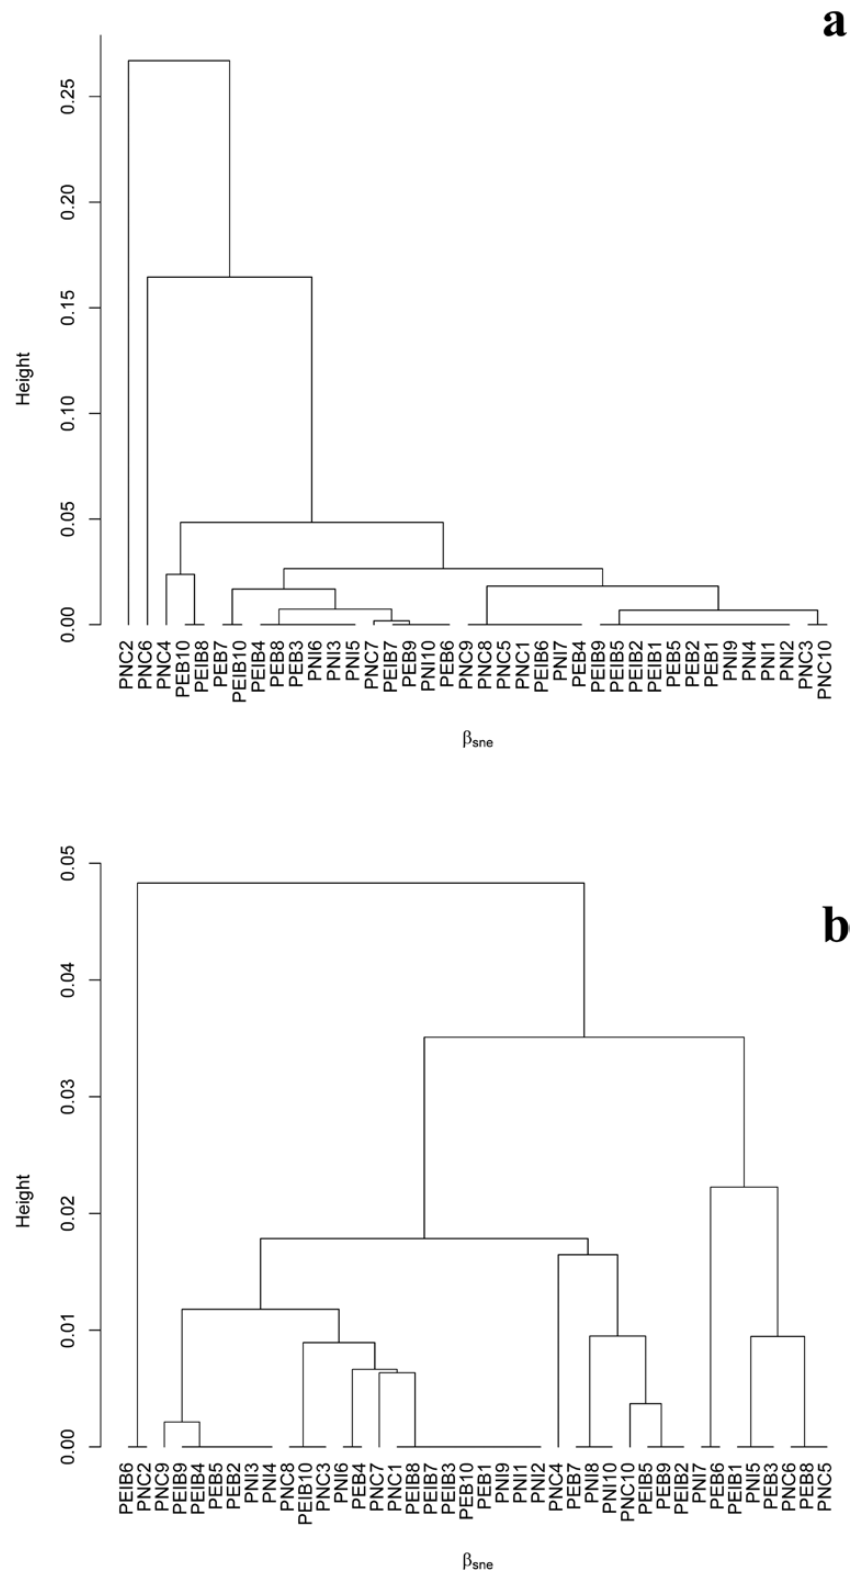 a
0.25
0.20
0.15
0.10
0.05
0.00
Height
PNC2
PNC6
PNC4
PEB10
PEIB8
PEB7
PEIB10
PEIB4
PEB8
PEB3
PNI6
PNI3
PNI5
PNC7
PEIB7
PEB9
PNI10
PEB6
PNC9
PNC8
PNC5
PNC1
PEIB6
PNI7
PEB4
PEIB9
PEIB5
PEIB2
PEIB1
PEB5
PEB2
PEB1
PNI9
PNI4
PNI1
PNI2
PNC3
PNC10
βsne
b
0.05
0.04
0.03
0.02
0.01
0.00
Height
PEIB6
PNC2
PNC9
PEIB9
PEIB4
PEB5
PEB2
PNI3
PNI4
PNC8
PEIB10
PNC3
PNI6
PEB4
PNC7
PNC1
PEIB8
PEIB7
PEIB3
PEB10
PEB1
PNI9
PNI1
PNI2
PNC4
PEB7
PNI8
PNI10
PNC10
PEIB5
PEB9
PEIB2
PNI7
PEB6
PEIB1
PNI5
PEB3
PNC6
PEB8
PNC5
βsne